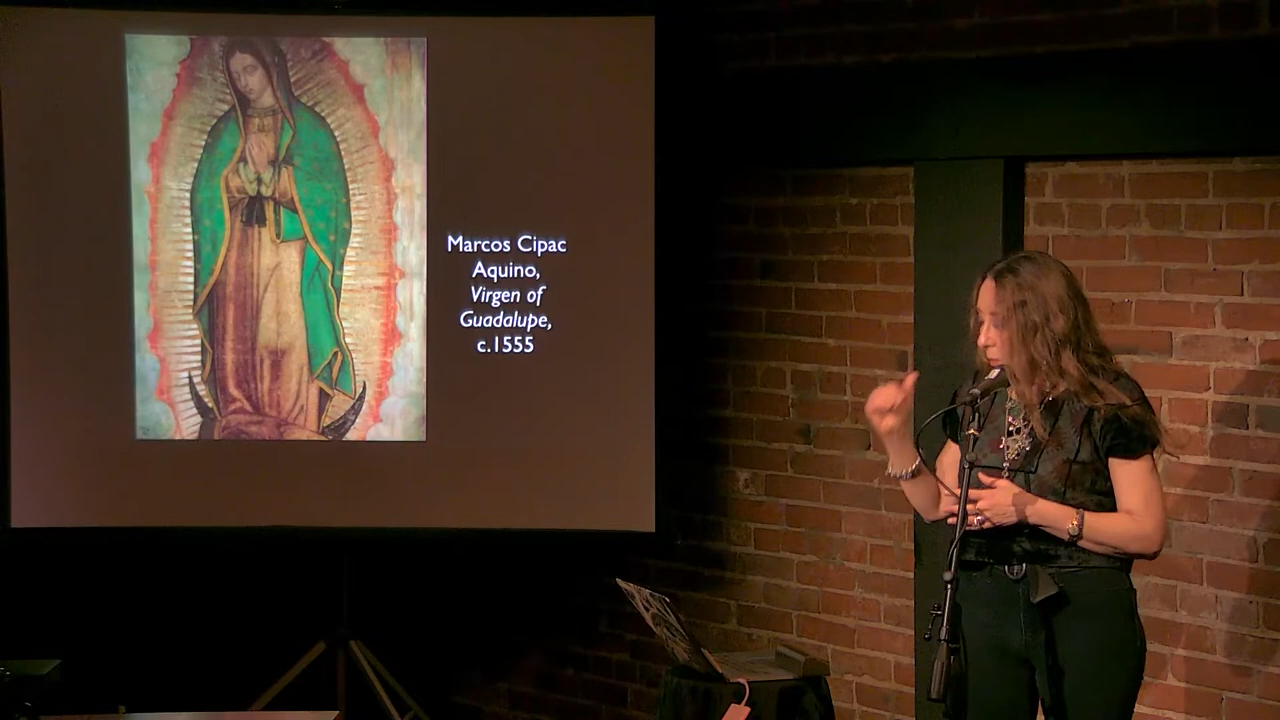 Marcos Cipac
Aquino,
Virgen of
Guadalupe,
c.1555